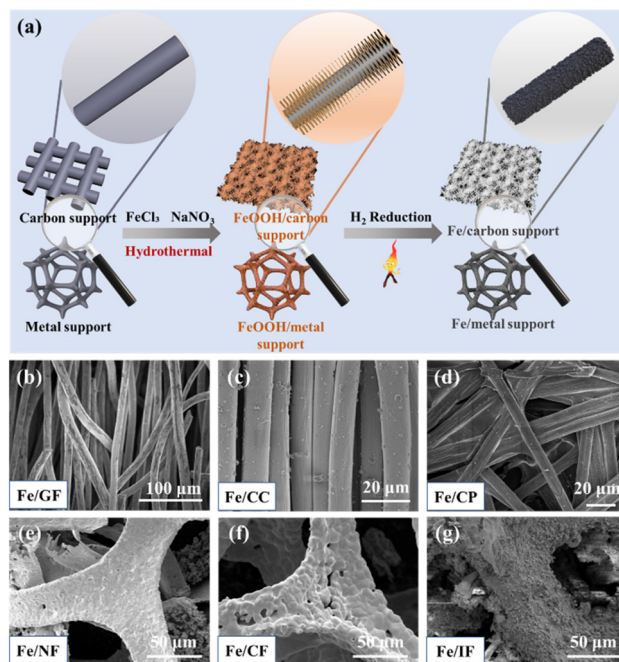 (a)
Carbon support
FeCl₃ NaNO₃
Hydrothermal
FeOOH/carbon
support
H₂ Reduction
Fe/carbon support
Metal support
FeOOH/metal
support
Fe/metal support
(b)
Fe/GF
100 μm
(c)
Fe/CC
20 μm
(d)
Fe/CP
20 μm
(e)
Fe/NF
50 μm
(f)
Fe/CF
50 μm
(g)
Fe/IF
50 μm